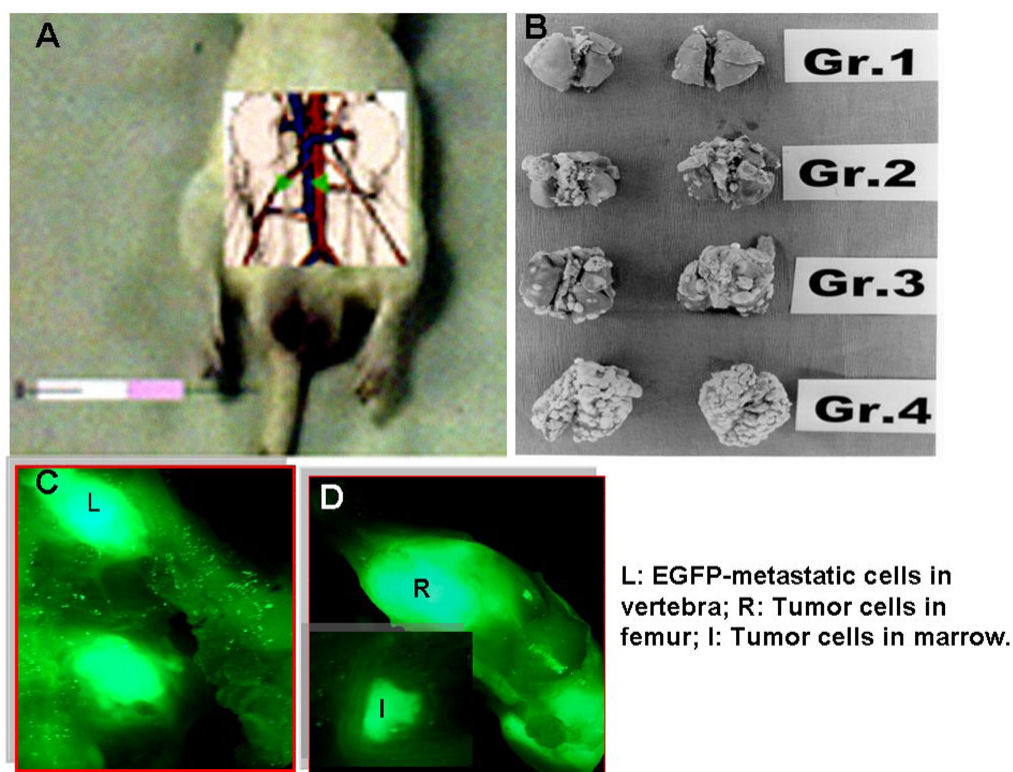 A
B
Gr.1
Gr.2
Gr.3
Gr.4
C
L
D
R
I
L: EGFP-metastatic cells in
vertebra; R: Tumor cells in
femur; I: Tumor cells in marrow.